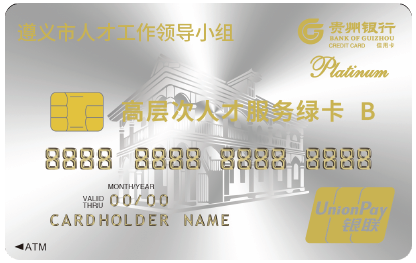 遵义市人才工作领导小组
贵州银行
BANK OF GUIZHOU
CREDIT CARD 信用卡
Platinum
高层次人才服务绿卡 B
8888 8888 8888 8888
MONTH/YEAR
VALID THRU 00/00
CARDHOLDER NAME
UnionPay
银联
ATM